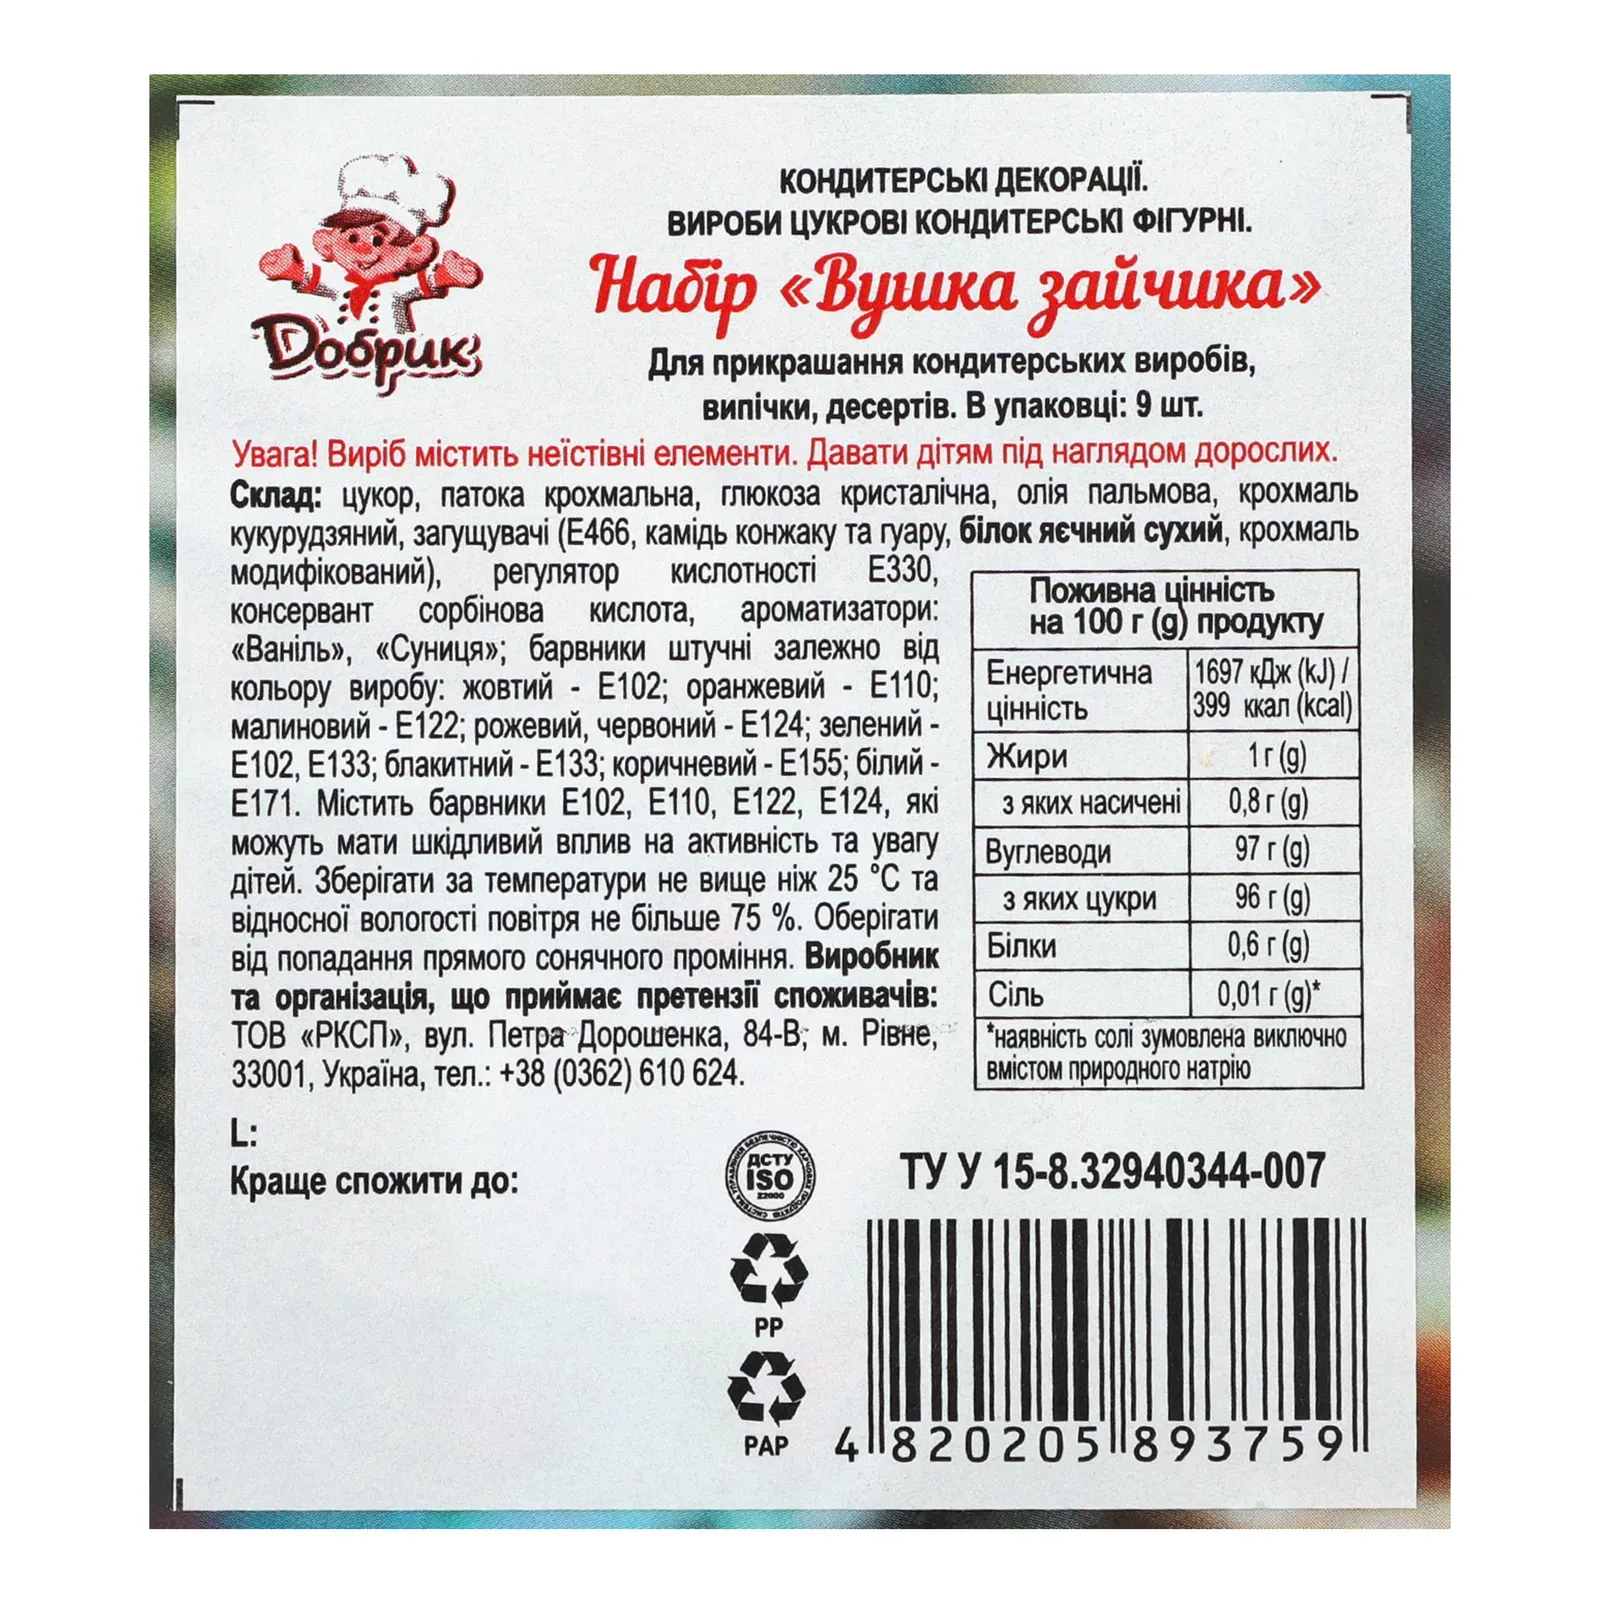 Добрик
КОНДИТЕРСЬКІ ДЕКОРАЦІЇ.
ВИРОБИ ЦУКРОВІ КОНДИТЕРСЬКІ ФІГУРНІ.
Набір «Вушка зайчика»
Для прикрашання кондитерських виробів,
випічки, десертів. В упаковці: 9 шт.
Увага! Виріб містить неїстівні елементи. Давати дітям під наглядом дорослих.
Склад: цукор, патока крохмальна, глюкоза кристалічна, олія пальмова, крохмаль
кукурудзяний, загущувачі (Е466, камідь конжаку та гуару, білок яєчний сухий, крохмаль
модифікований), регулятор кислотності Е330,
консервант сорбінова кислота, ароматизатори:
«Ваніль», «Суниця»; барвники штучні залежно від
кольору виробу: жовтий - Е102; оранжевий - Е110;
малиновий - Е122; рожевий, червоний - Е124; зелений -
Е102, Е133; блакитний - Е133; коричневий - Е155; білий -
Е171. Містить барвники Е102, Е110, Е122, Е124, які
можуть мати шкідливий вплив на активність та увагу
дітей. Зберігати за температури не вище ніж 25 °С та
відносної вологості повітря не більше 75 %. Оберігати
від попадання прямого сонячного проміння. Виробник
та організація, що приймає претензії споживачів:
ТОВ «РКСП», вул. Петра Дорошенка, 84-В; м. Рівне,
33001, Україна, тел.: +38 (0362) 610 624.
Поживна цінність
на 100 г (g) продукту
Енергетична цінність 1697 кДж (kJ) / 399 ккал (kcal)
Жири 1 г (g)
з яких насичені 0,8 г (g)
Вуглеводи 97 г (g)
з яких цукри 96 г (g)
Білки 0,6 г (g)
Сіль 0,01 г (g)*
*наявність солі зумовлена виключно
вмістом природного натрію
L:
Краще спожити до:
СИСТЕМА УПРАВЛІННЯ БЕЗПЕЧНІСТЮ ХАРЧОВИХ ПРОДУКТІВ
ДСТУ
ISO
22000
PP
PAP
ТУ У 15-8.32940344-007
4 820205 893759